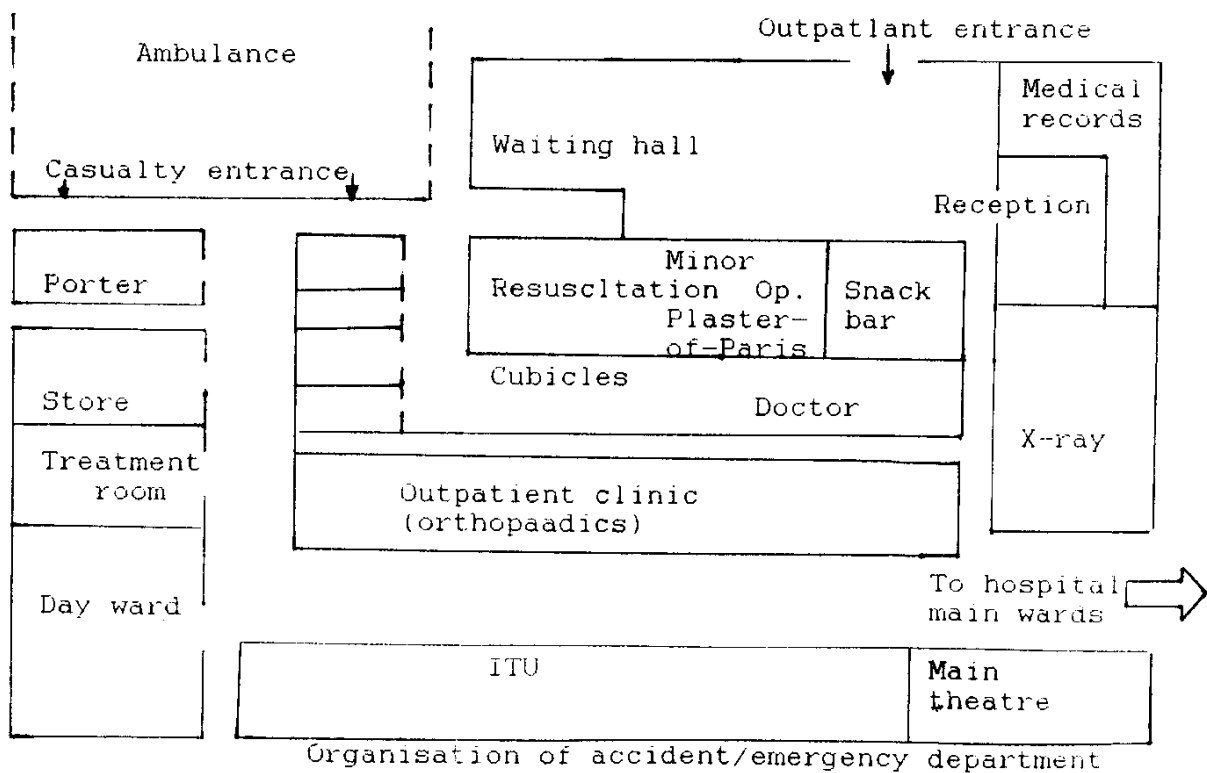 Outpatlant entrance
Ambulance
Medical
records
Waiting hall
Casualty entrance
Reception
Porter
Resuscltation
Minor
Op.
Plaster-
of-Paris
Snack
bar
Cubicles
Doctor
Store
X-ray
Treatment
room
Outpatient clinic
(orthopaadics)
Day ward
To hospital
main wards
ITU
Main
theatre
Organisation of accident/emergency department